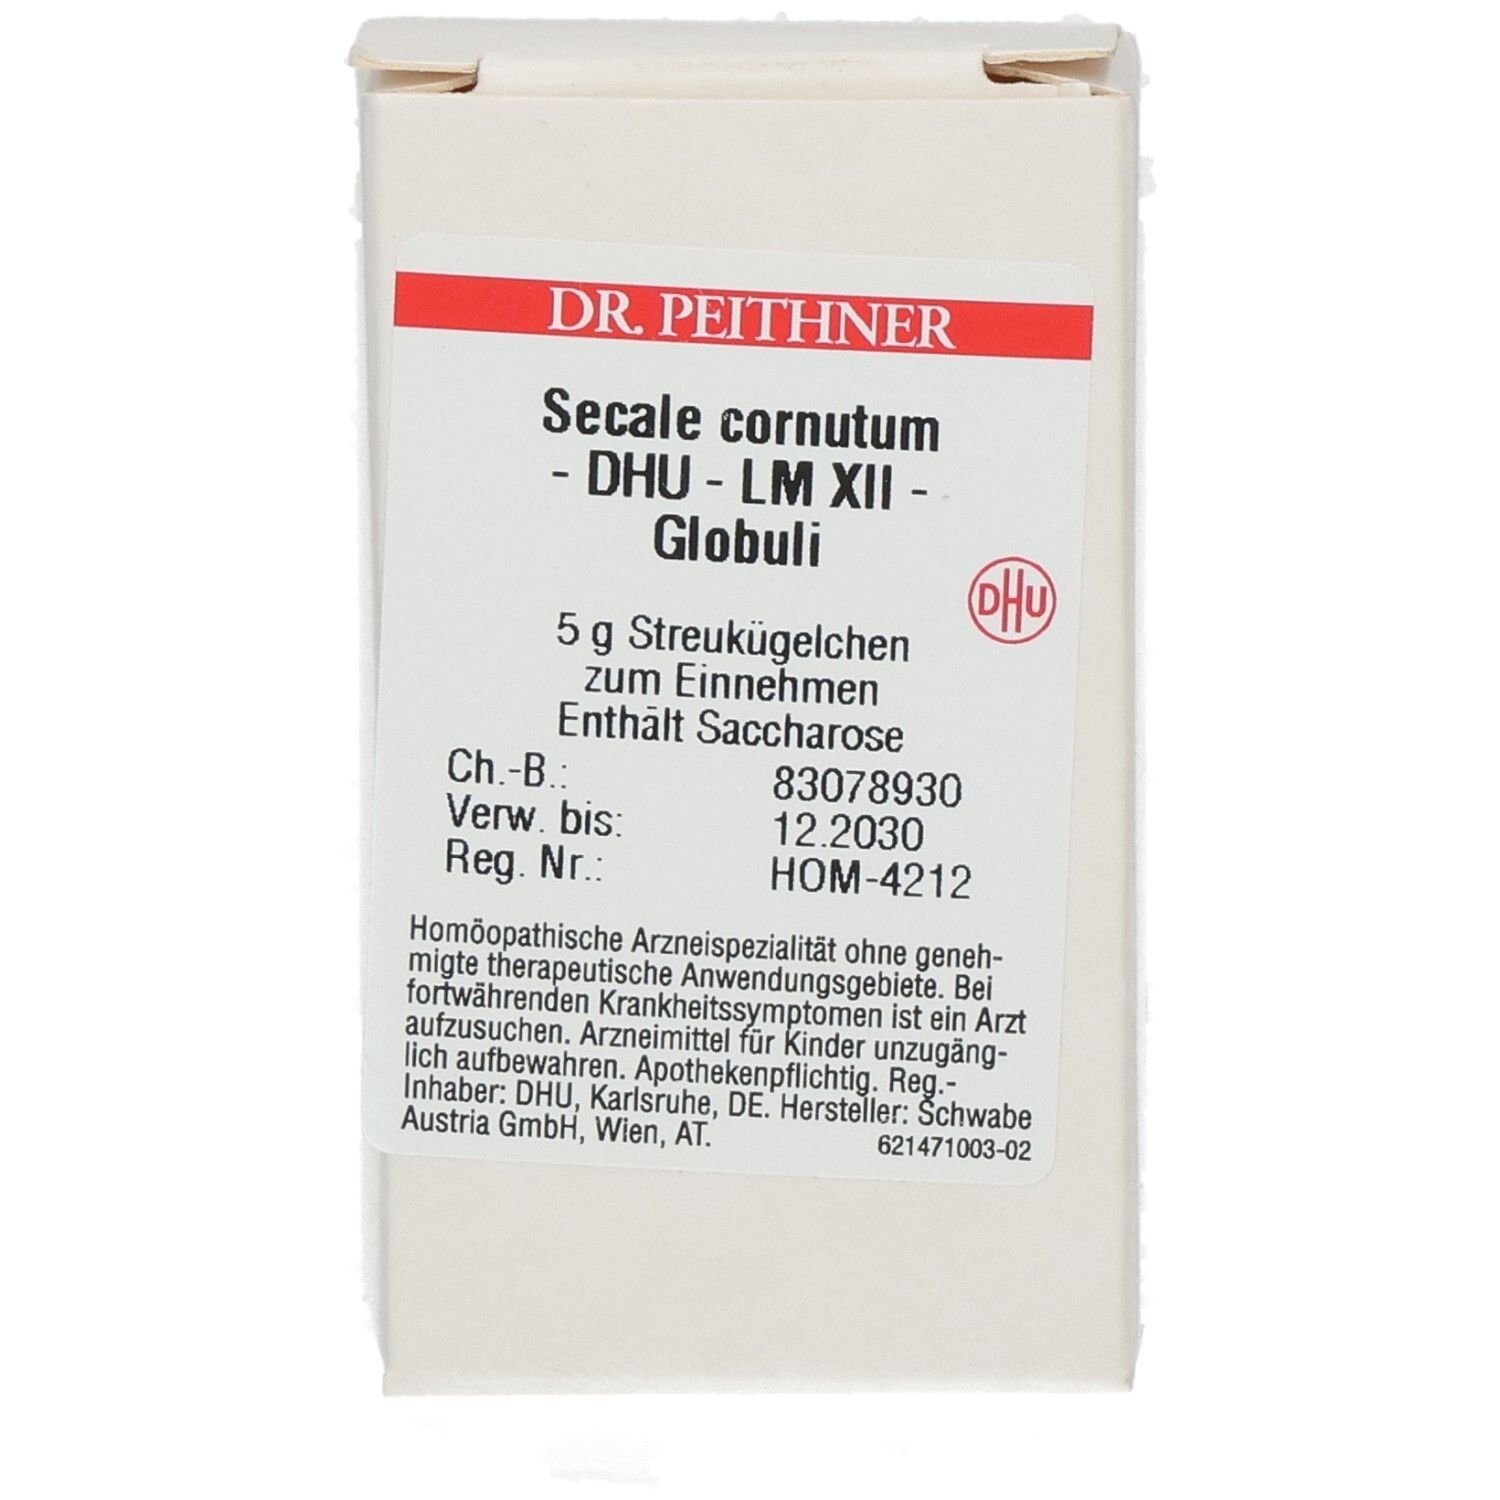 DR. PEITHNER
Secale cornutum
- DHU - LM XII -
Globuli
DHU
5 g Streukügelchen
zum Einnehmen
Enthält Saccharose
Ch.-B.: 83078930
Verw. bis: 12.2030
Reg. Nr.: HOM-4212
Homöopathische Arzneispezialität ohne geneh-
migte therapeutische Anwendungsgebiete. Bei
fortwährenden Krankheitssymptomen ist ein Arzt
aufzusuchen. Arzneimittel für Kinder unzugäng-
lich aufbewahren. Apothekenpflichtig. Reg.-
Inhaber: DHU, Karlsruhe, DE. Hersteller: Schwabe
Austria GmbH, Wien, AT. 621471003-02